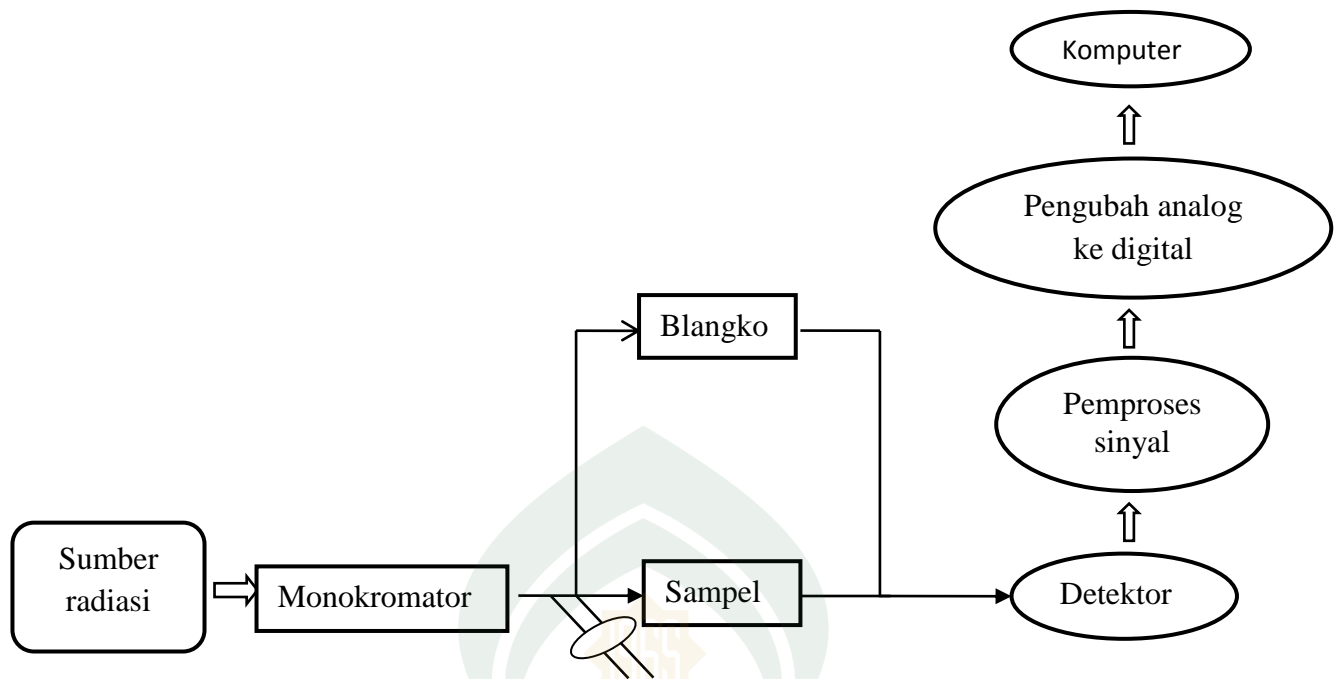 Komputer
Pengubah analog
ke digital
Blangko
Pemproses
sinyal
Sumber
radiasi
Monokromator
Sampel
Detektor